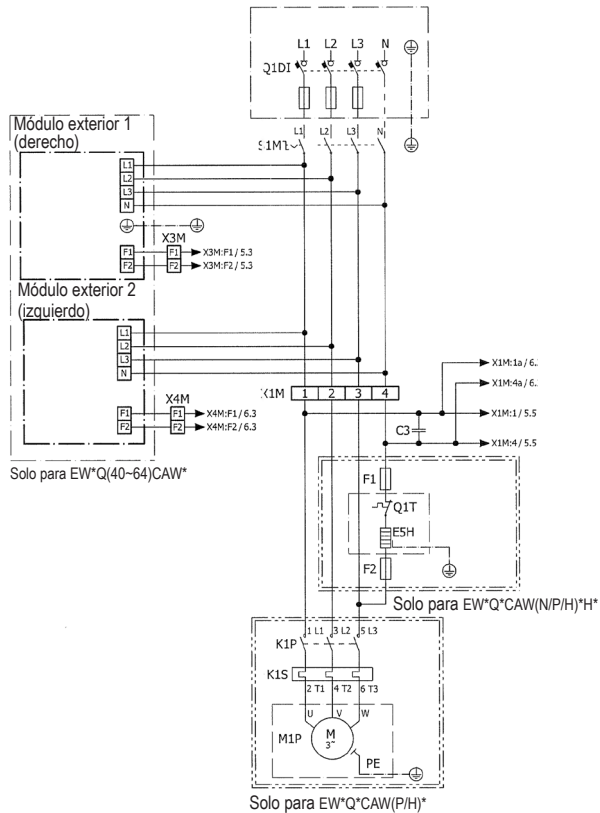 L1 L2 L3 N
Q1DI
L1 L2 L3 N
Módulo exterior 1
(derecho)
L1
L2
L3
N
X3M
F1 F1 X3M:F1 / 5.3
F2 F2 X3M:F2 / 5.3
Módulo exterior 2
(izquierdo)
L1
L2
L3
N
X4M
F1 F1 X4M:F1 / 6.3
F2 F2 X4M:F2 / 6.3
Solo para EW*Q(40~64)CAW*
1 2 3 4
X1M:1a / 6.
X1M:4a / 6.
X1M:1 / 5.5
C3
X1M:4 / 5.5
F1
Q1T
E5H
F2
Solo para EW*Q*CAW(N/P/H)*H*
1 L1 3 L2 5 L3
K1P
K1S
2 T1 4 T2 6 T3
U V W
M1P
M
3~
PE
Solo para EW*Q*CAW(P/H)*